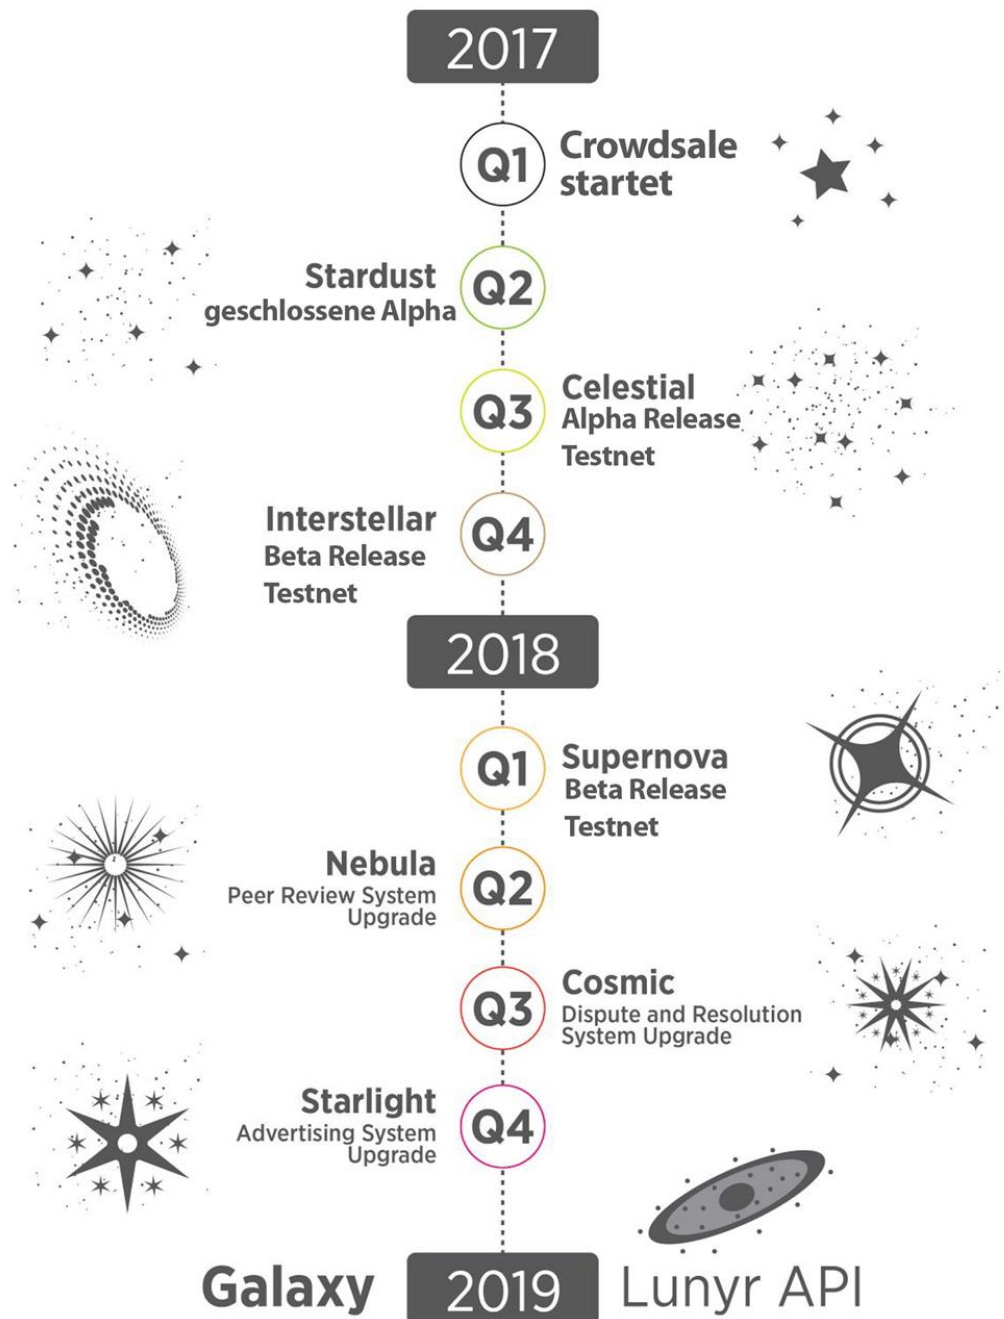 2017
Q1
Crowdsale
startet
Stardust
geschlossene Alpha
Q2
Q3
Celestial
Alpha Release
Testnet
Interstellar
Beta Release
Testnet
Q4
2018
Q1
Supernova
Beta Release
Testnet
Nebula
Peer Review System
Upgrade
Q2
Q3
Cosmic
Dispute and Resolution
System Upgrade
Starlight
Advertising System
Upgrade
Q4
Galaxy 2019 Lunyr API